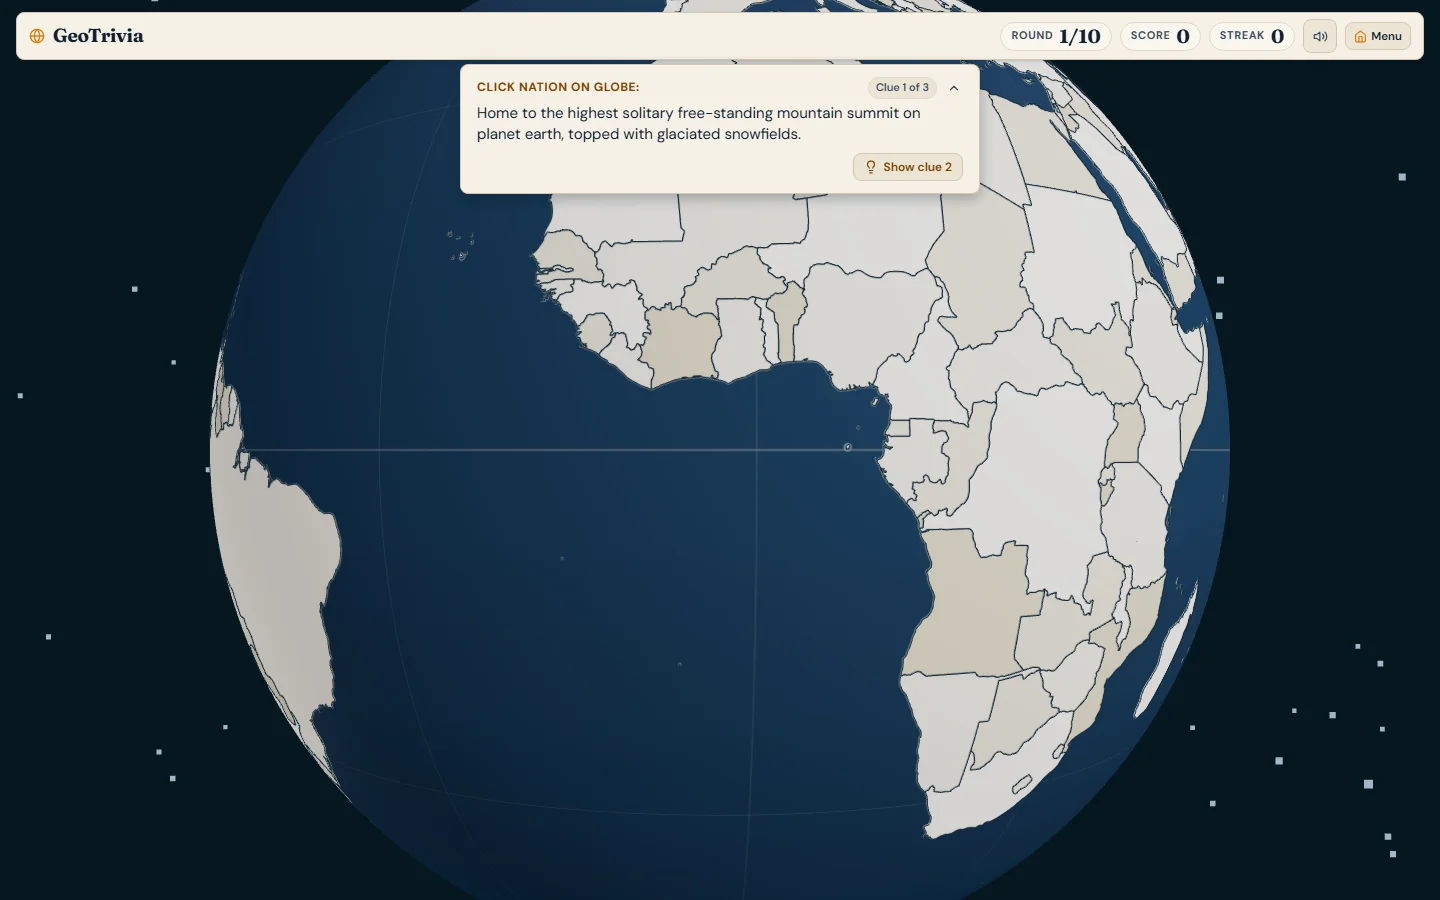 GeoTrivia
ROUND 1/10
SCORE 0
STREAK 0
Menu
CLICK NATION ON GLOBE:
Clue 1 of 3
Home to the highest solitary free-standing mountain summit on
planet earth, topped with glaciated snowfields.
Show clue 2